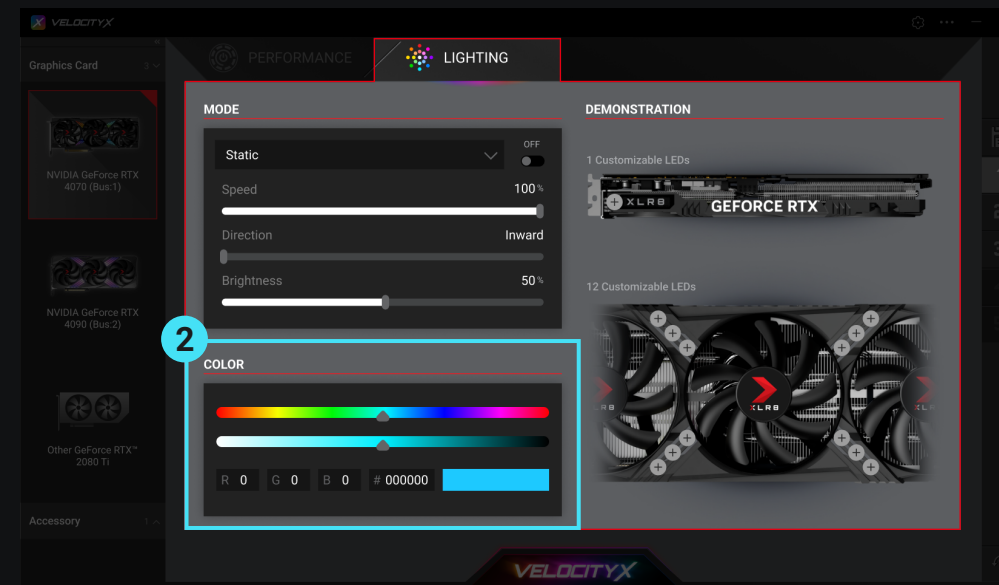 VELOCITYX
Graphics Card 3
PERFORMANCE
LIGHTING
NVIDIA GeForce RTX
4070 (Bus:1)
NVIDIA GeForce RTX
4090 (Bus:2)
Other GeForce RTX™
2080 Ti
Accessory 1
MODE
Static
OFF
Speed 100%
Direction Inward
Brightness 50%
2
COLOR
R 0 G 0 B 0 # 000000
DEMONSTRATION
1 Customizable LEDs
XLR8 GEFORCE RTX
12 Customizable LEDs
XLR8
VELOCITYX